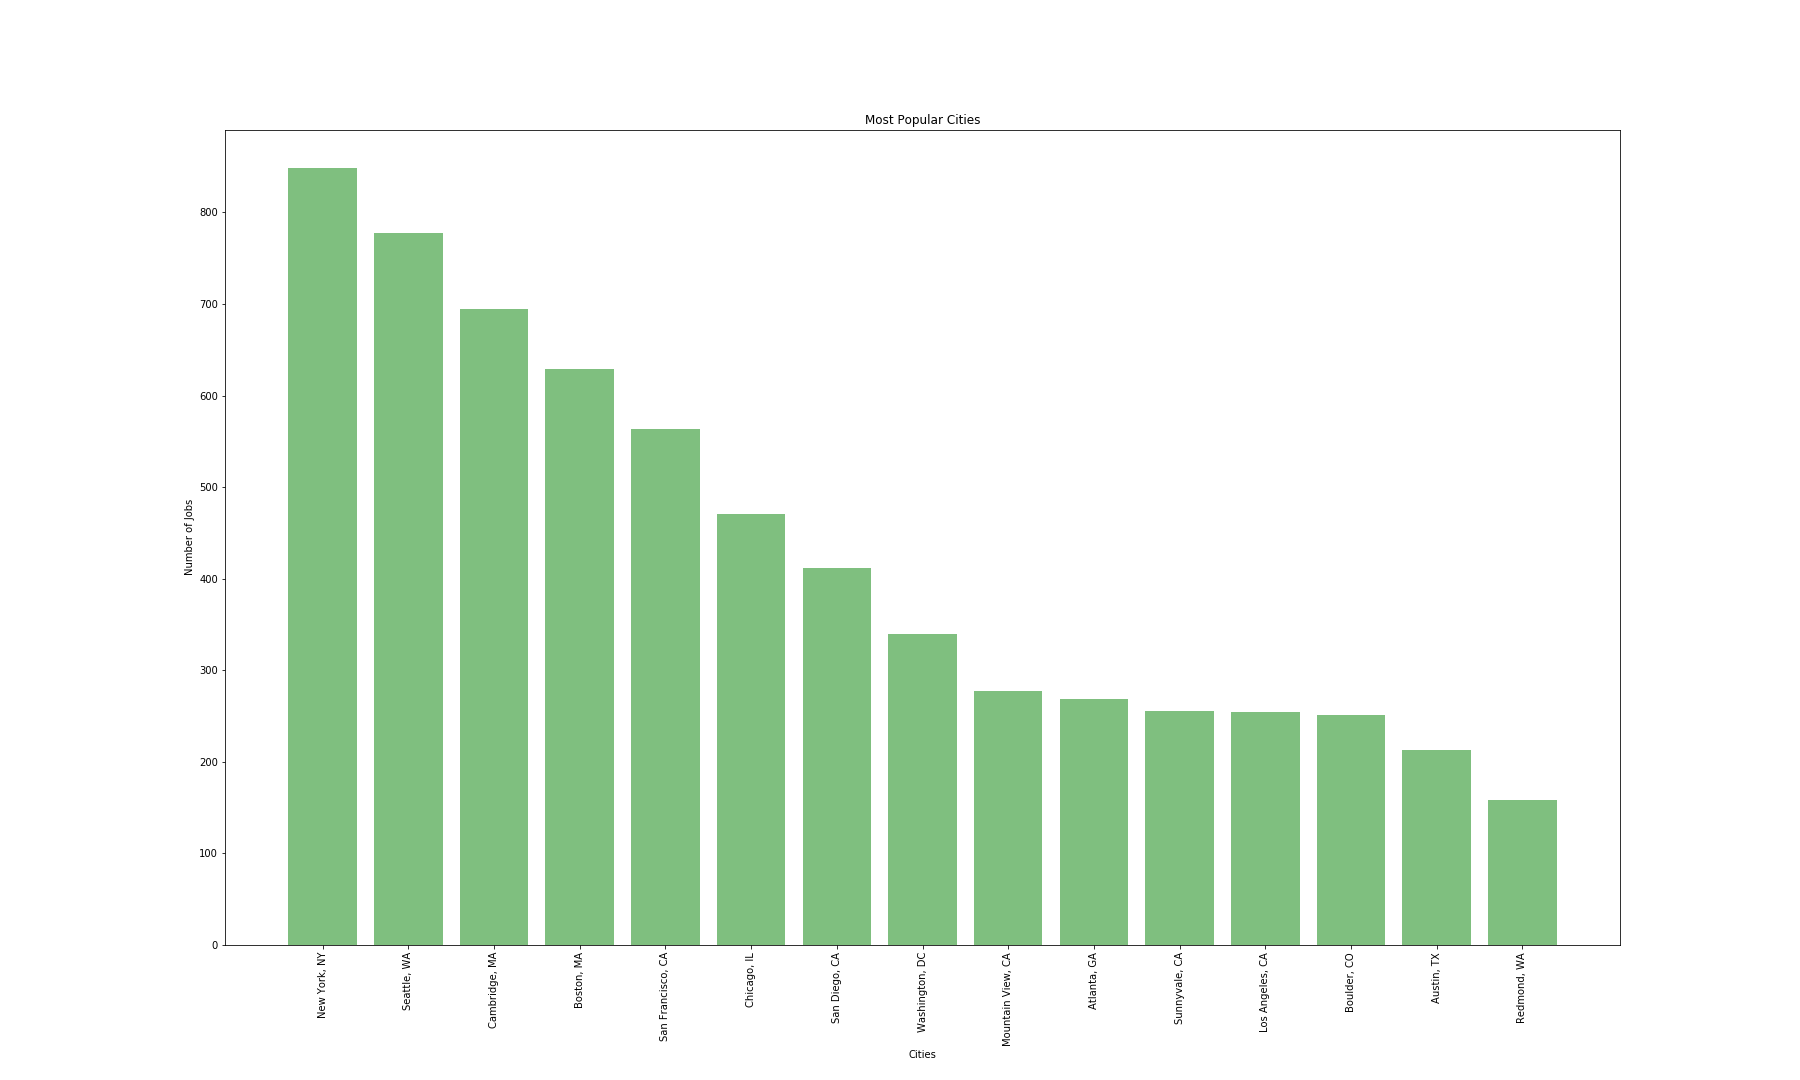 Most Popular Cities
800
700
600
500
400
300
200
100
0
Number of Jobs
New York, NY
Seattle, WA
Cambridge, MA
Boston, MA
San Francisco, CA
Chicago, IL
San Diego, CA
Washington, DC
Mountain View, CA
Atlanta, GA
Sunnyvale, CA
Los Angeles, CA
Boulder, CO
Austin, TX
Redmond, WA
Cities